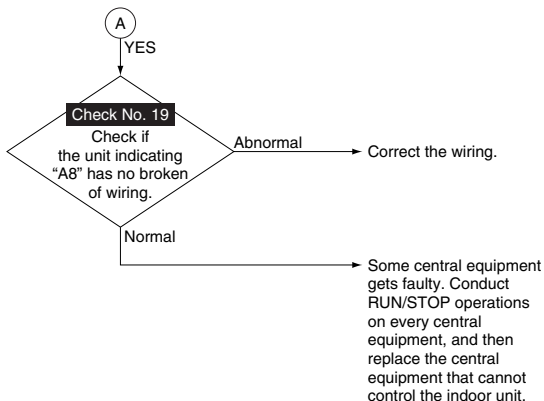 A
YES
Check No. 19
Check if
the unit indicating
“A8” has no broken
of wiring.
Abnormal
Correct the wiring.
Normal
Some central equipment
gets faulty. Conduct
RUN/STOP operations
on every central
equipment, and then
replace the central
equipment that cannot
control the indoor unit.